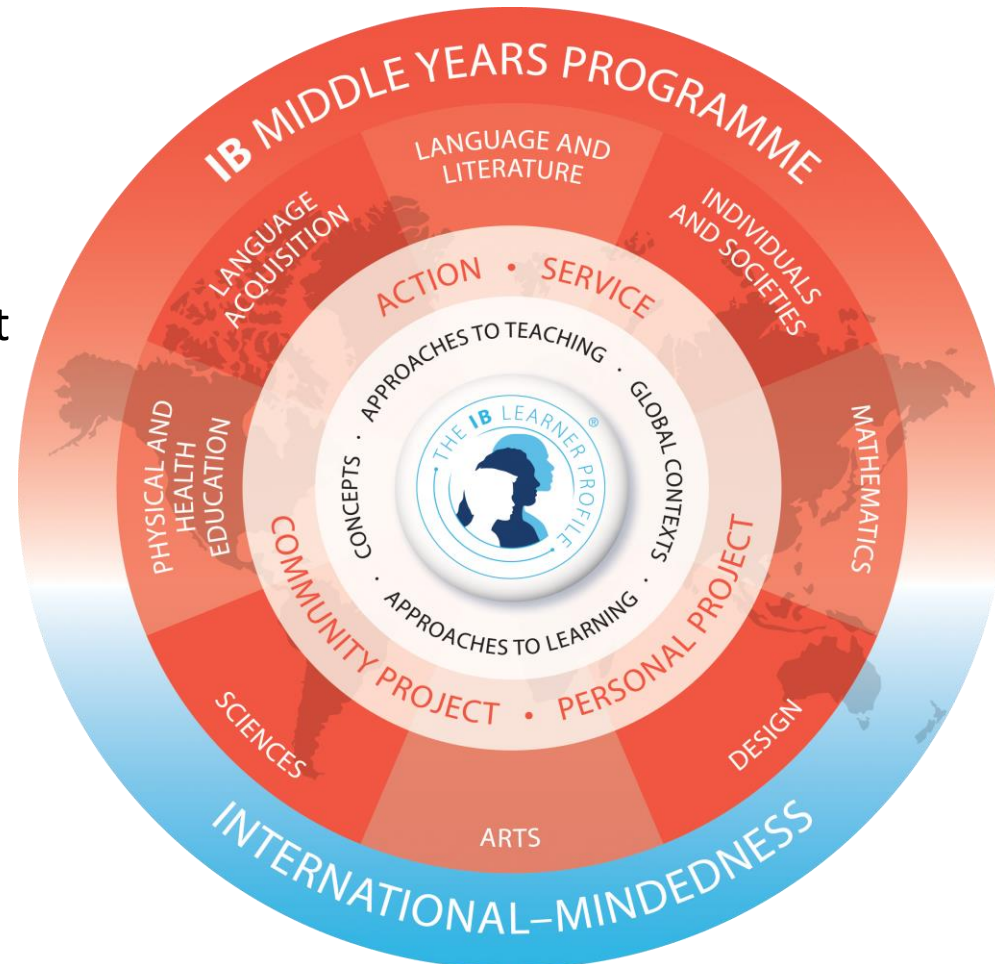 IB MIDDLE YEARS PROGRAMME
LANGUAGE AND
LITERATURE
INDIVIDUALS
AND SOCIETIES
MATHEMATICS
DESIGN
ARTS
SCIENCES
PHYSICAL AND
HEALTH
EDUCATION
LANGUAGE
ACQUISITION
ACTION • SERVICE
PERSONAL PROJECT •
COMMUNITY PROJECT
APPROACHES TO TEACHING •
GLOBAL CONTEXTS •
APPROACHES TO LEARNING •
CONCEPTS •
THE IB LEARNER PROFILE ®
INTERNATIONAL–MINDEDNESS
t